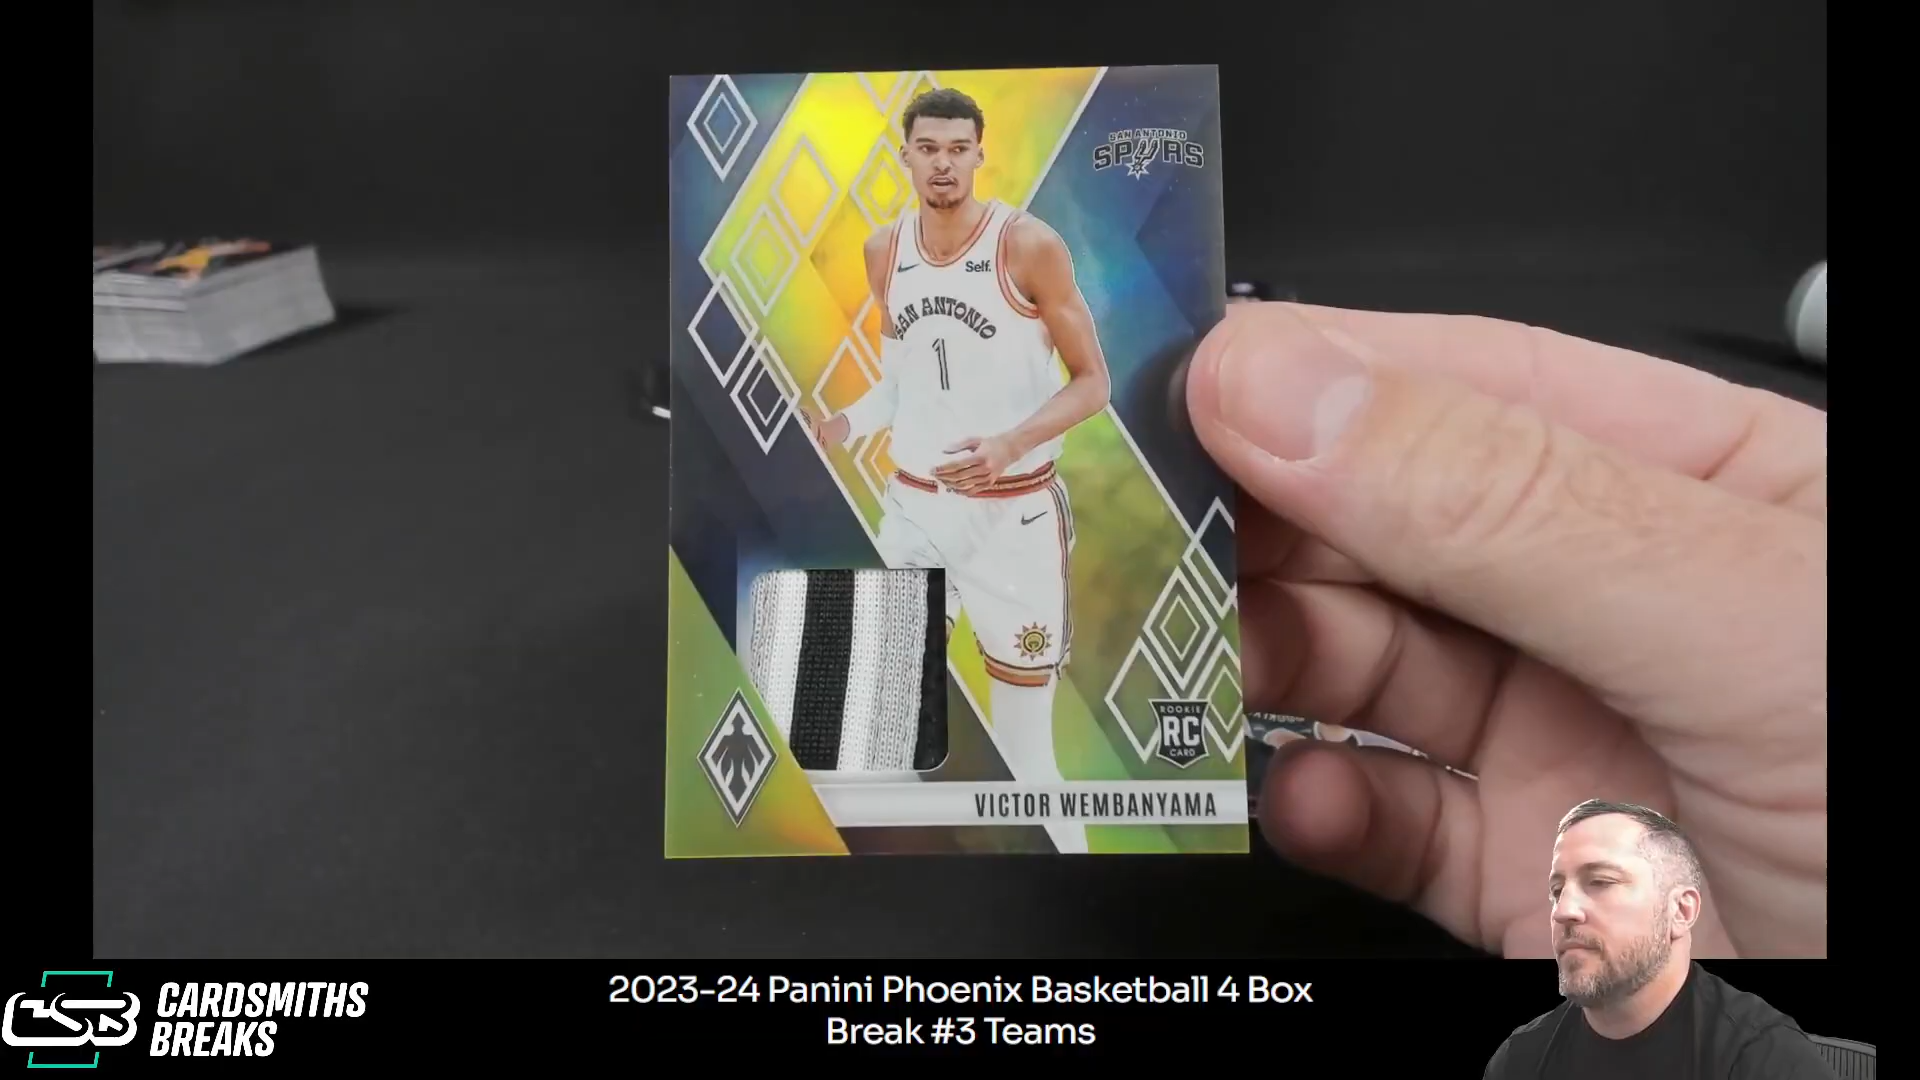 SAN ANTONIO
SPURS
Self.
SAN ANTONIO
1
ROOKIE
RC
CARD
VICTOR WEMBANYAMA
CSB
CARDSMITHS
BREAKS
2023-24 Panini Phoenix Basketball 4 Box
Break #3 Teams